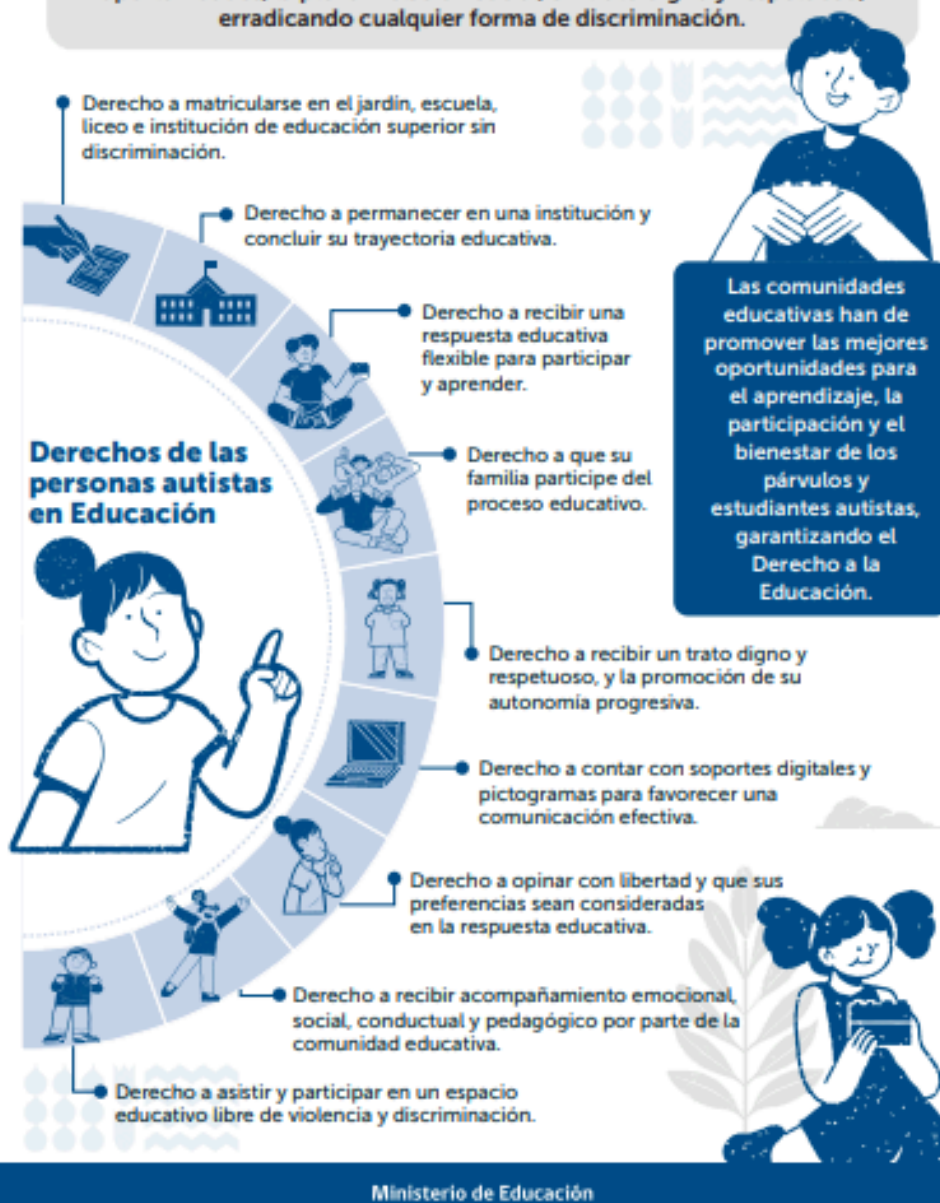 erradicando cualquier forma de discriminación.
Derecho a matricularse en el jardín, escuela,
liceo e institución de educación superior sin
discriminación.
Derecho a permanecer en una institución y
concluir su trayectoria educativa.
Derecho a recibir una
respuesta educativa
flexible para participar
y aprender.
Derecho a que su
familia participe del
proceso educativo.
Las comunidades
educativas han de
promover las mejores
oportunidades para
el aprendizaje, la
participación y el
bienestar de los
párvulos y
estudiantes autistas,
garantizando el
Derecho a la
Educación.
Derechos de las
personas autistas
en Educación
Derecho a recibir un trato digno y
respetuoso, y la promoción de su
autonomía progresiva.
Derecho a contar con soportes digitales y
pictogramas para favorecer una
comunicación efectiva.
Derecho a opinar con libertad y que sus
preferencias sean consideradas
en la respuesta educativa.
Derecho a recibir acompañamiento emocional,
social, conductual y pedagógico por parte de la
comunidad educativa.
Derecho a asistir y participar en un espacio
educativo libre de violencia y discriminación.
Ministerio de Educación